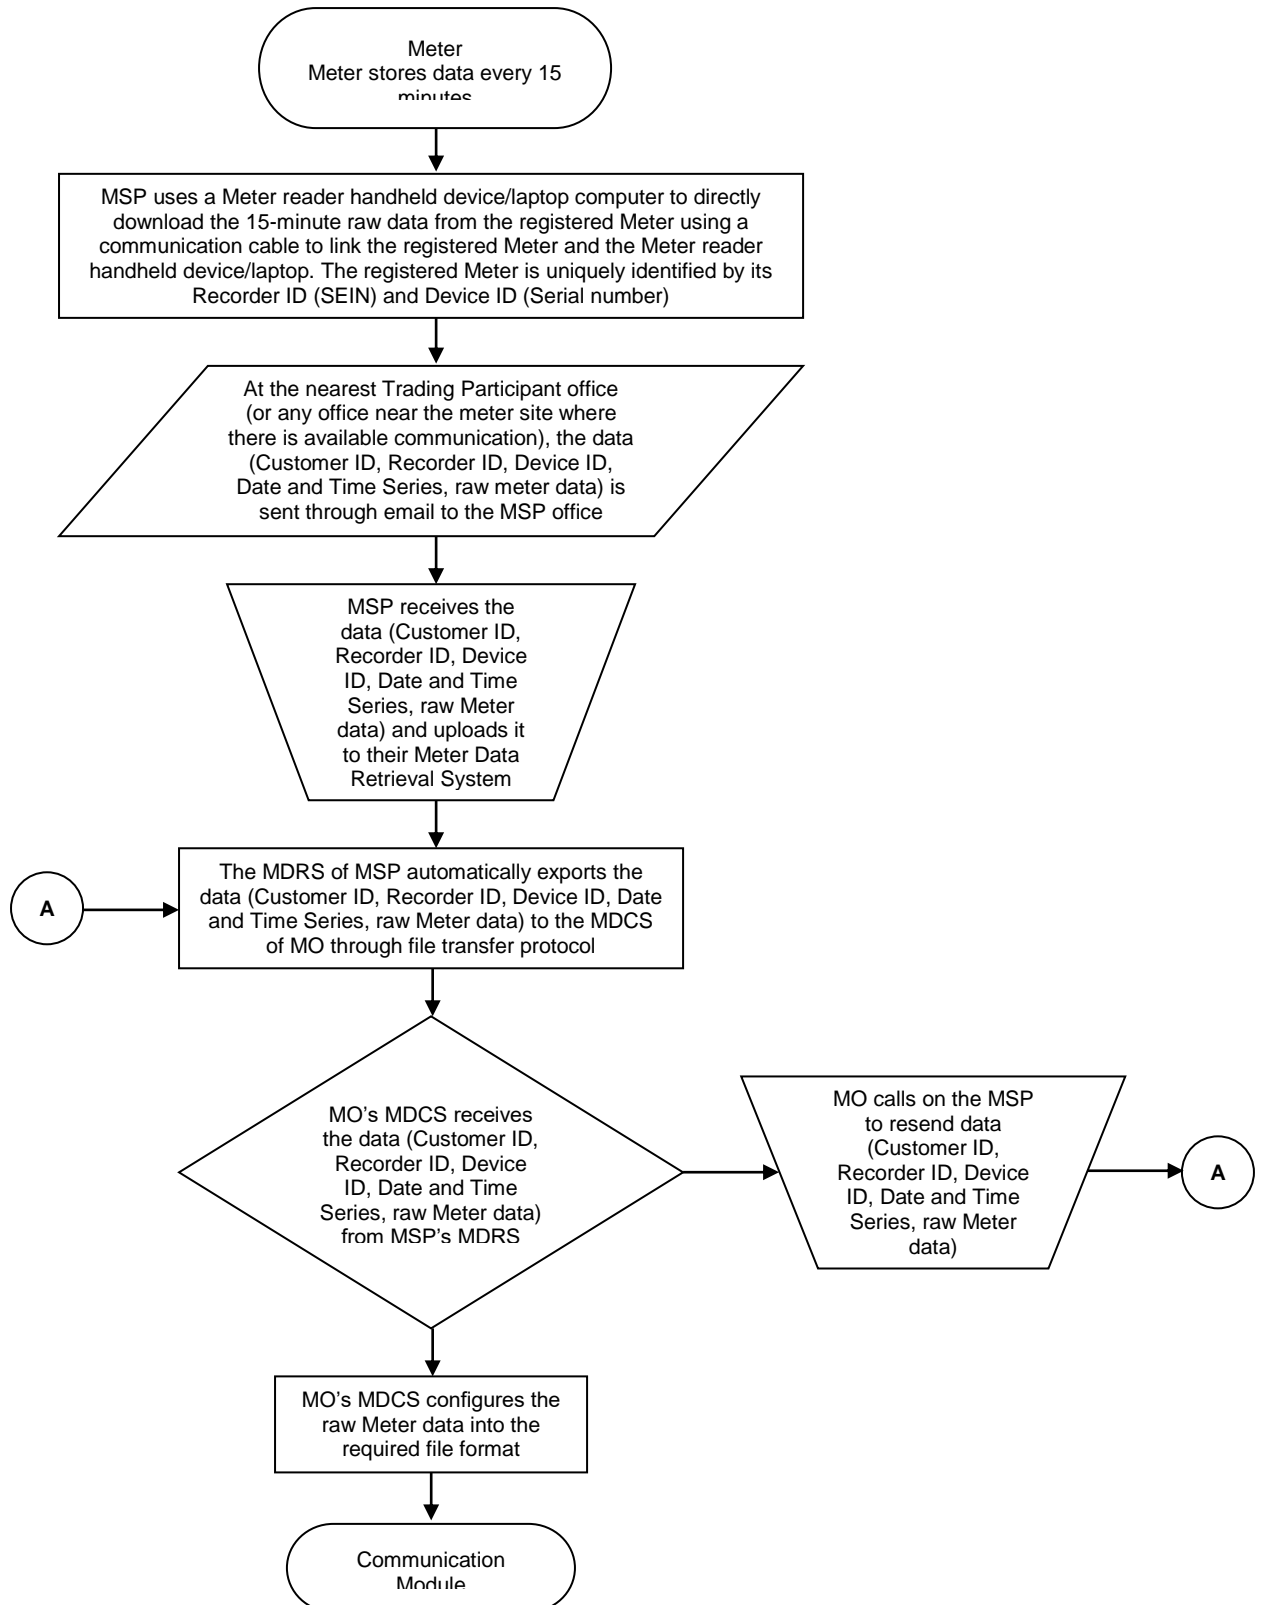 Meter
Meter stores data every 15
minutes
MSP uses a Meter reader handheld device/laptop computer to directly
download the 15-minute raw data from the registered Meter using a
communication cable to link the registered Meter and the Meter reader
handheld device/laptop. The registered Meter is uniquely identified by its
Recorder ID (SEIN) and Device ID (Serial number)
At the nearest Trading Participant office
(or any office near the meter site where
there is available communication), the data
(Customer ID, Recorder ID, Device ID,
Date and Time Series, raw meter data) is
sent through email to the MSP office
MSP receives the
data (Customer ID,
Recorder ID, Device
ID, Date and Time
Series, raw Meter
data) and uploads it
to their Meter Data
Retrieval System
A
The MDRS of MSP automatically exports the
data (Customer ID, Recorder ID, Device ID, Date
and Time Series, raw Meter data) to the MDCS
of MO through file transfer protocol
MO's MDCS receives
the data (Customer ID,
Recorder ID, Device
ID, Date and Time
Series, raw Meter data)
from MSP's MDRS
MO calls on the MSP
to resend data
(Customer ID,
Recorder ID, Device
ID, Date and Time
Series, raw Meter
data)
A
MO's MDCS configures the
raw Meter data into the
required file format
Communication
Module